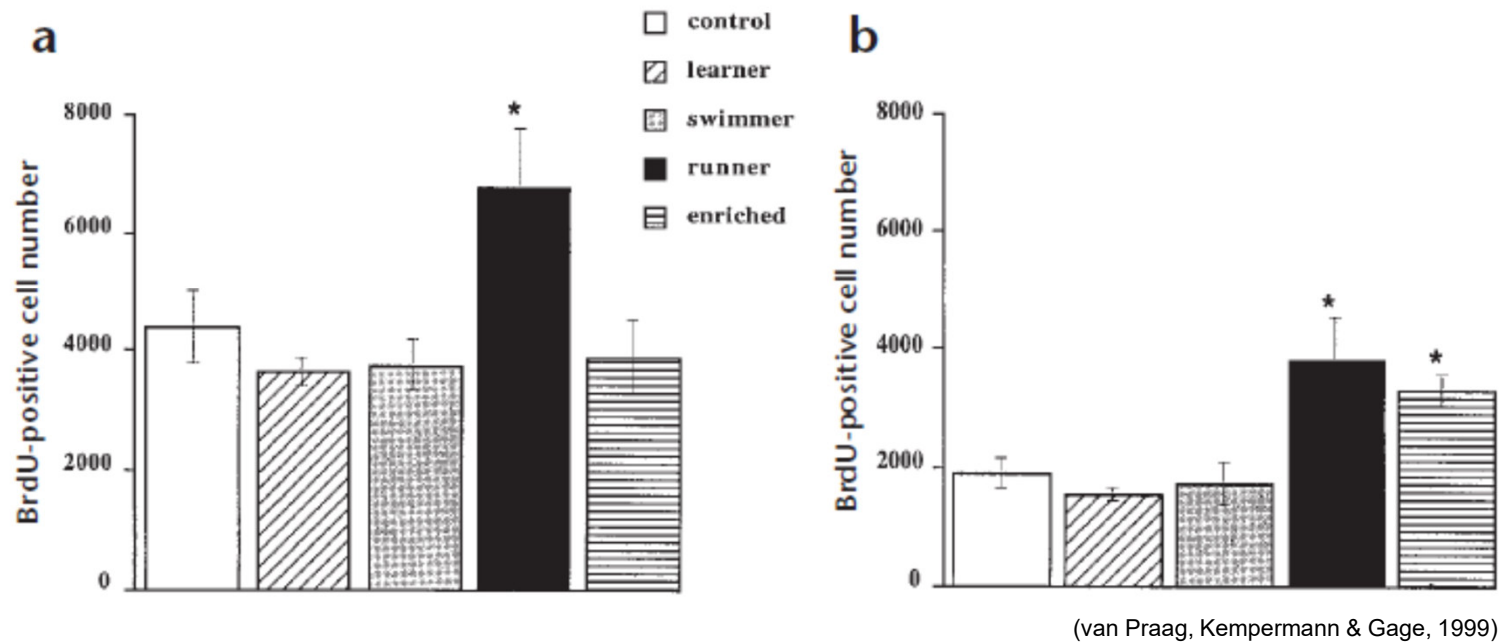 a
control
learner
swimmer
runner
enriched
BrdU-positive cell number
8000
6000
4000
2000
0
*
b
BrdU-positive cell number
8000
6000
4000
2000
0
*
*
(van Praag, Kempermann & Gage, 1999)